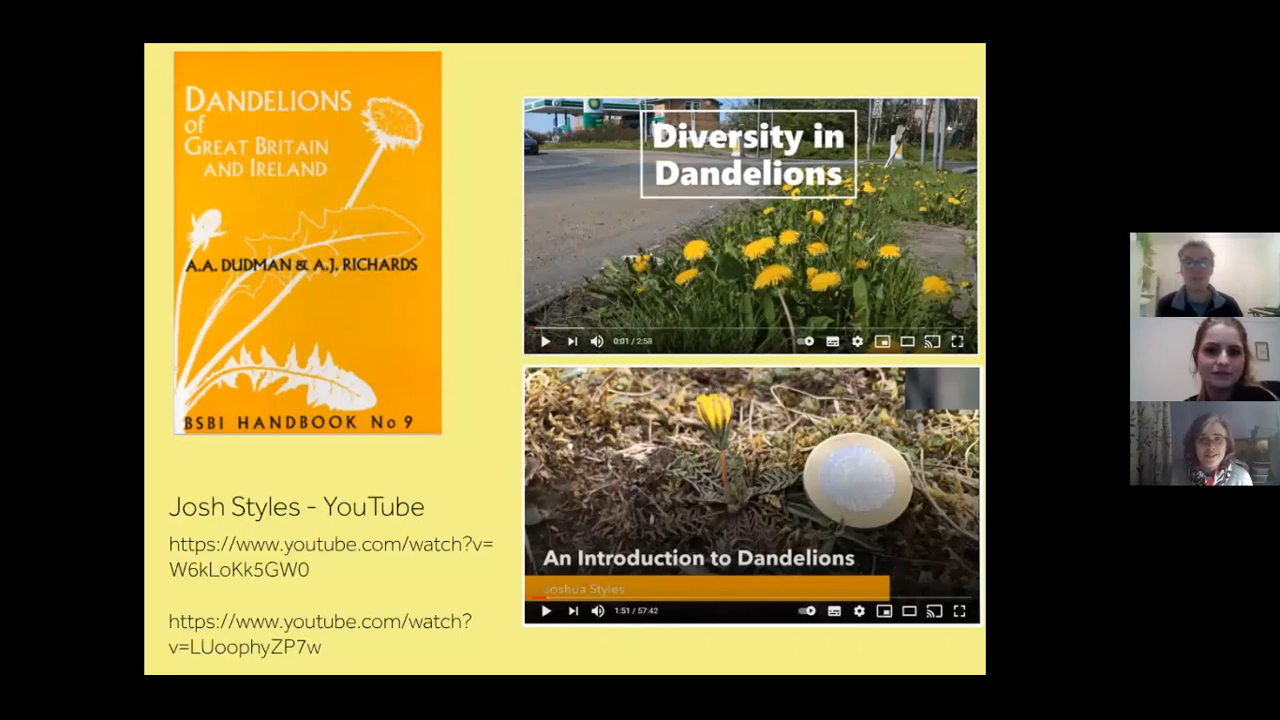 DANDELIONS
of
GREAT BRITAIN
AND IRELAND
A.A. DUDMAN & A.J. RICHARDS
BSBI HANDBOOK No 9
Josh Styles - YouTube
https://www.youtube.com/watch?v=
W6kLoKk5GW0
https://www.youtube.com/watch?
v=LUoophyZP7w
Diversity in
Dandelions
0:01 / 2:58
An Introduction to Dandelions
Joshua Styles
1:51 / 57:42